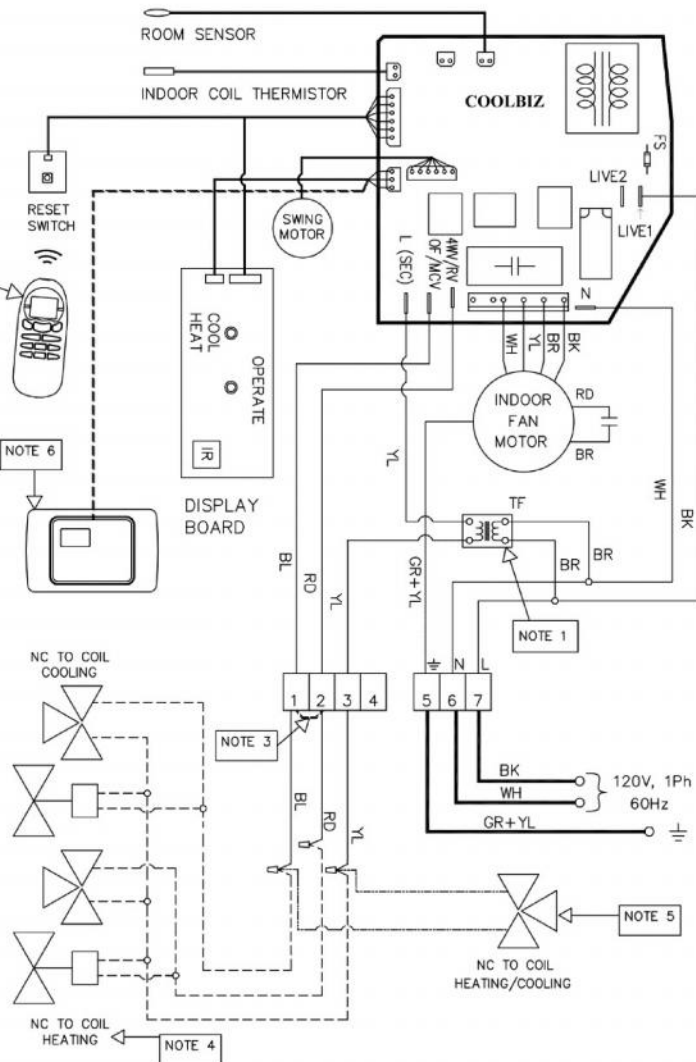 ROOM SENSOR
INDOOR COIL THERMISTOR
COOLBIZ
FS
LIVE2
LIVE1
RESET
SWITCH
SWING
MOTOR
L (SEC)
OF/MCV
4WV/RV
N
WH
YL
BR
BK
COOL
HEAT
OPERATE
IR
DISPLAY
BOARD
INDOOR
FAN
MOTOR
RD
BR
NOTE 6
YL
TF
WH
BK
BL
RD
YL
GR+YL
BR
BR
NOTE 1
NC TO COIL
COOLING
N L
1 2 3 4
5 6 7
NOTE 3
BL
RD
YL
BK
WH
GR+YL
120V, 1Ph
60Hz
NOTE 5
NC TO COIL
HEATING/COOLING
NC TO COIL
HEATING
NOTE 4